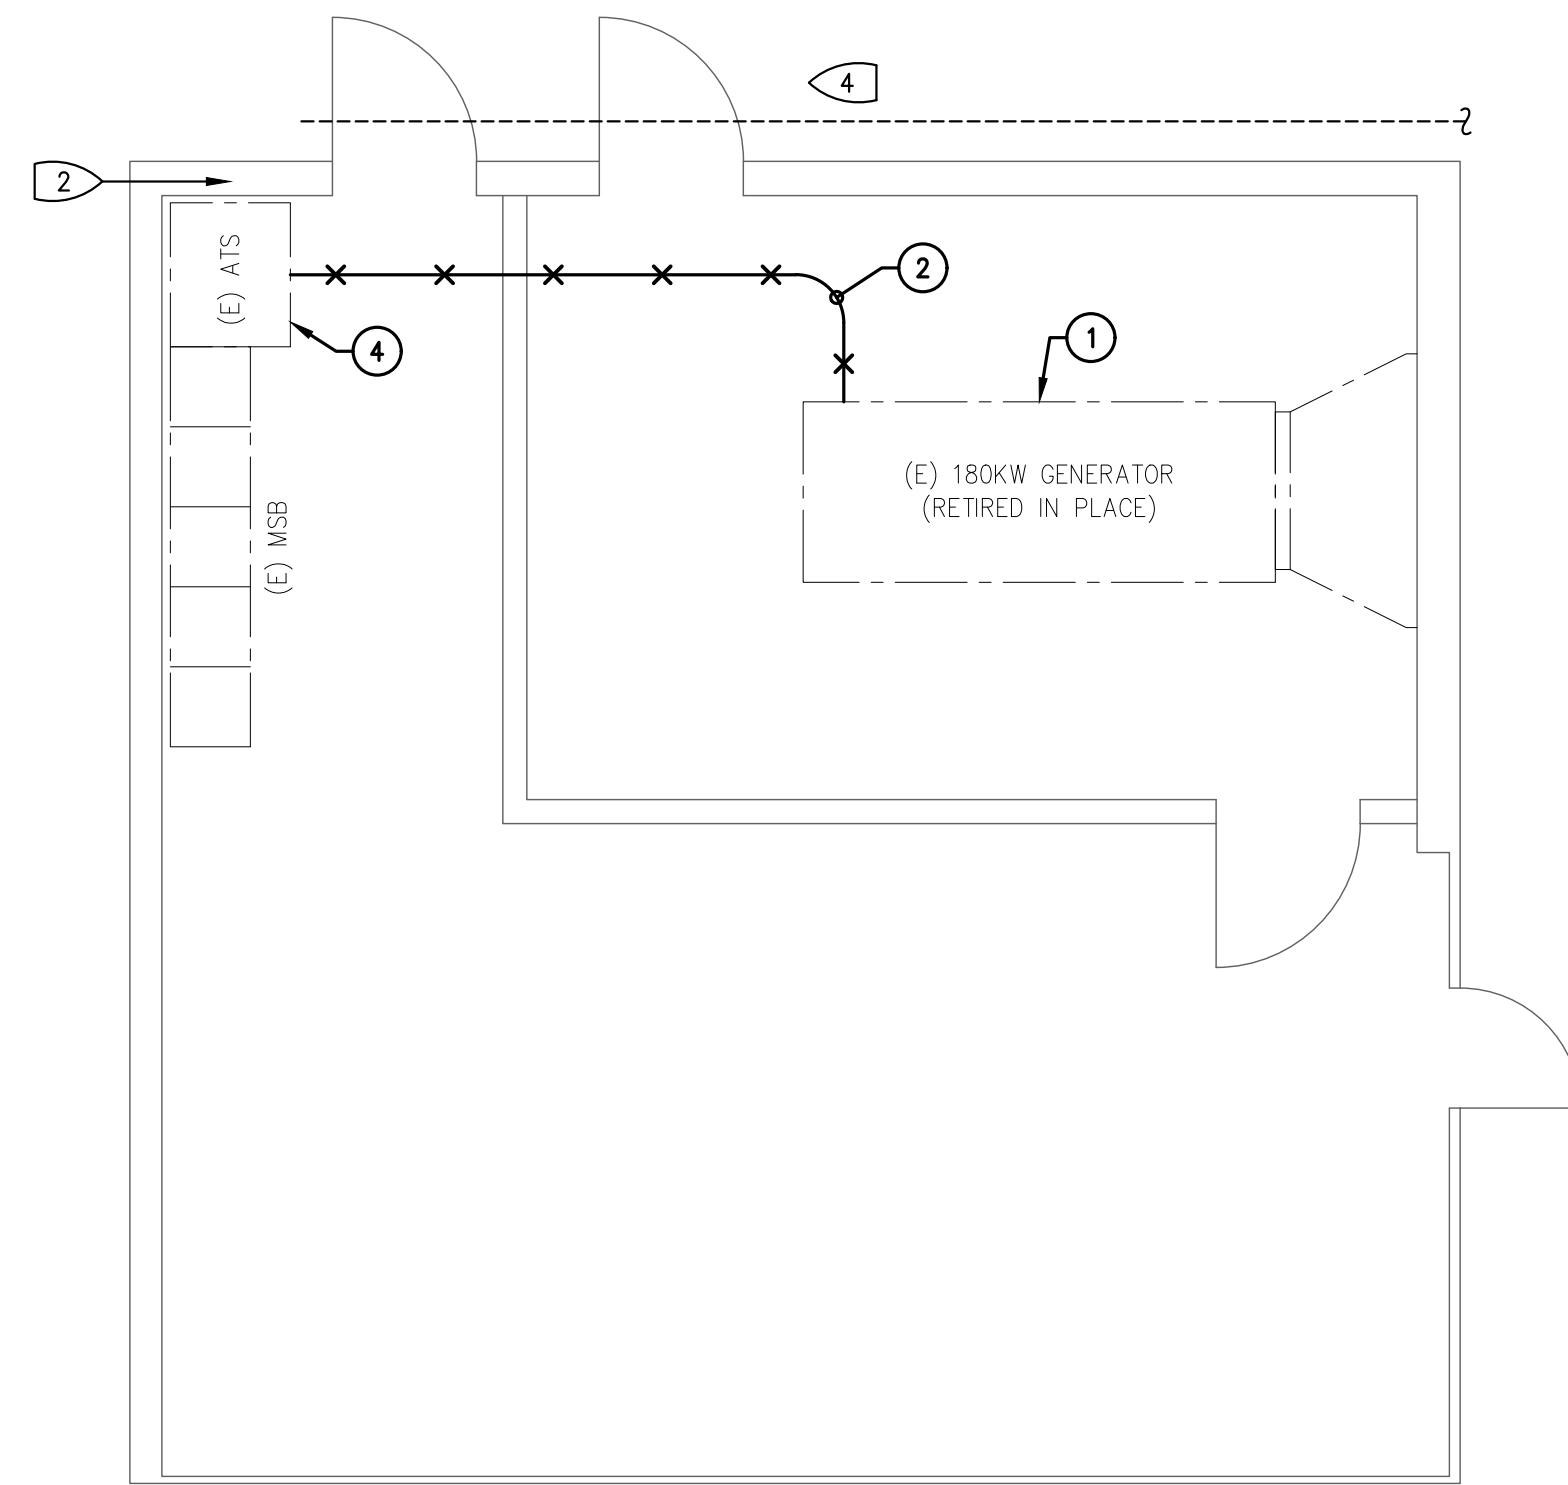 4
2
(E) ATS
2
4
1
(E) 180KW GENERATOR
(RETIRED IN PLACE)
(E) MSB